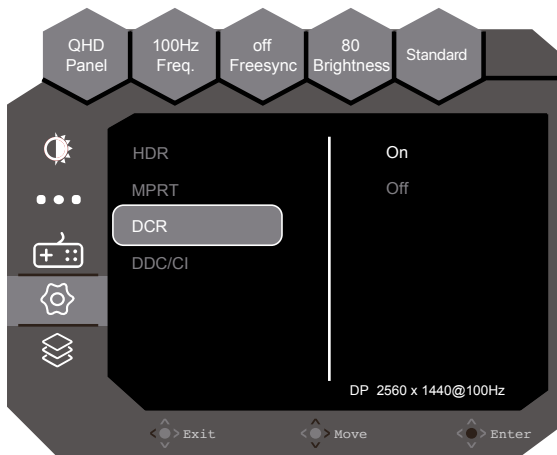 QHD
Panel
100Hz
Freq.
off
Freesync
80
Brightness
Standard
HDR
MPRT
DCR
DDC/CI
On
Off
DP 2560 x 1440@100Hz
Exit
Move
Enter